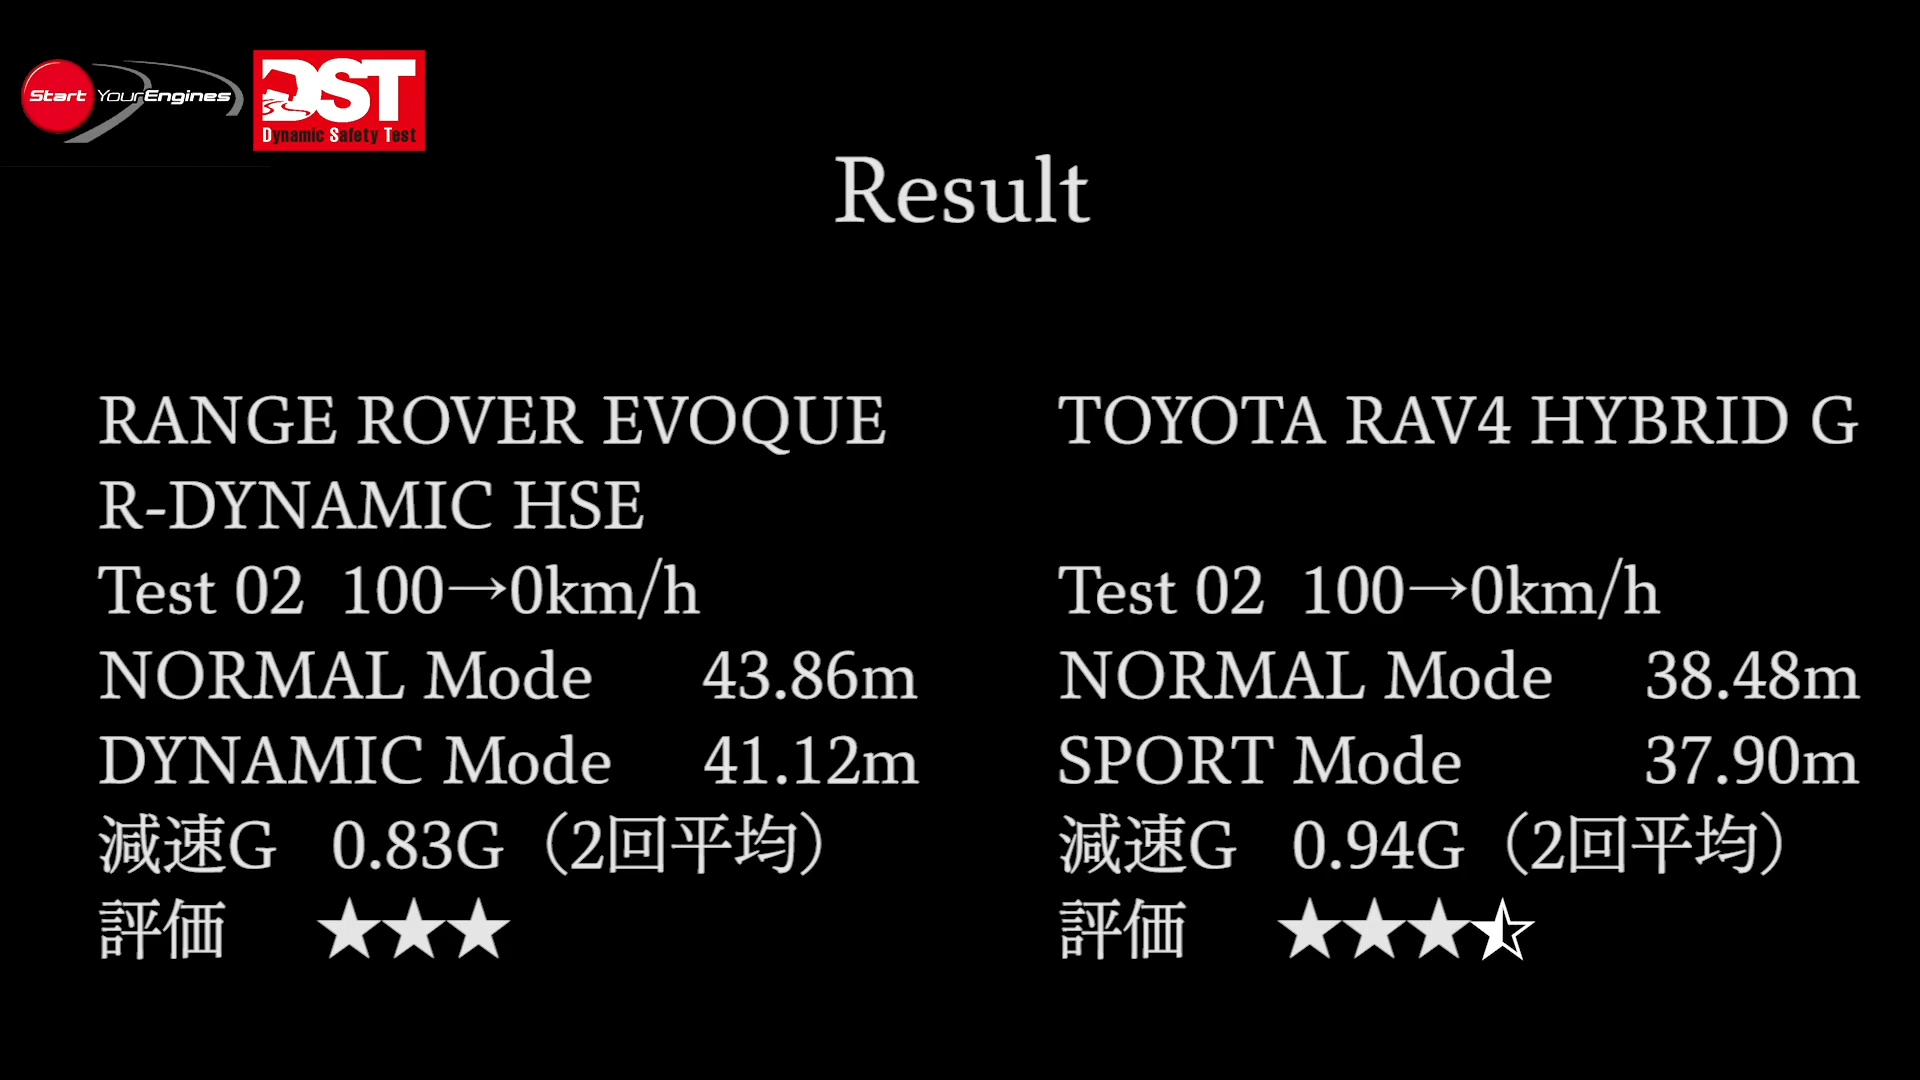 Start YourEngines
DST
Dynamic Safety Test
Result
RANGE ROVER EVOQUE
R-DYNAMIC HSE
Test 02 100→0km/h
NORMAL Mode 43.86m
DYNAMIC Mode 41.12m
減速G 0.83G（2回平均）
評価 ★★★
TOYOTA RAV4 HYBRID G
Test 02 100→0km/h
NORMAL Mode 38.48m
SPORT Mode 37.90m
減速G 0.94G（2回平均）
評価 ★★★⯪